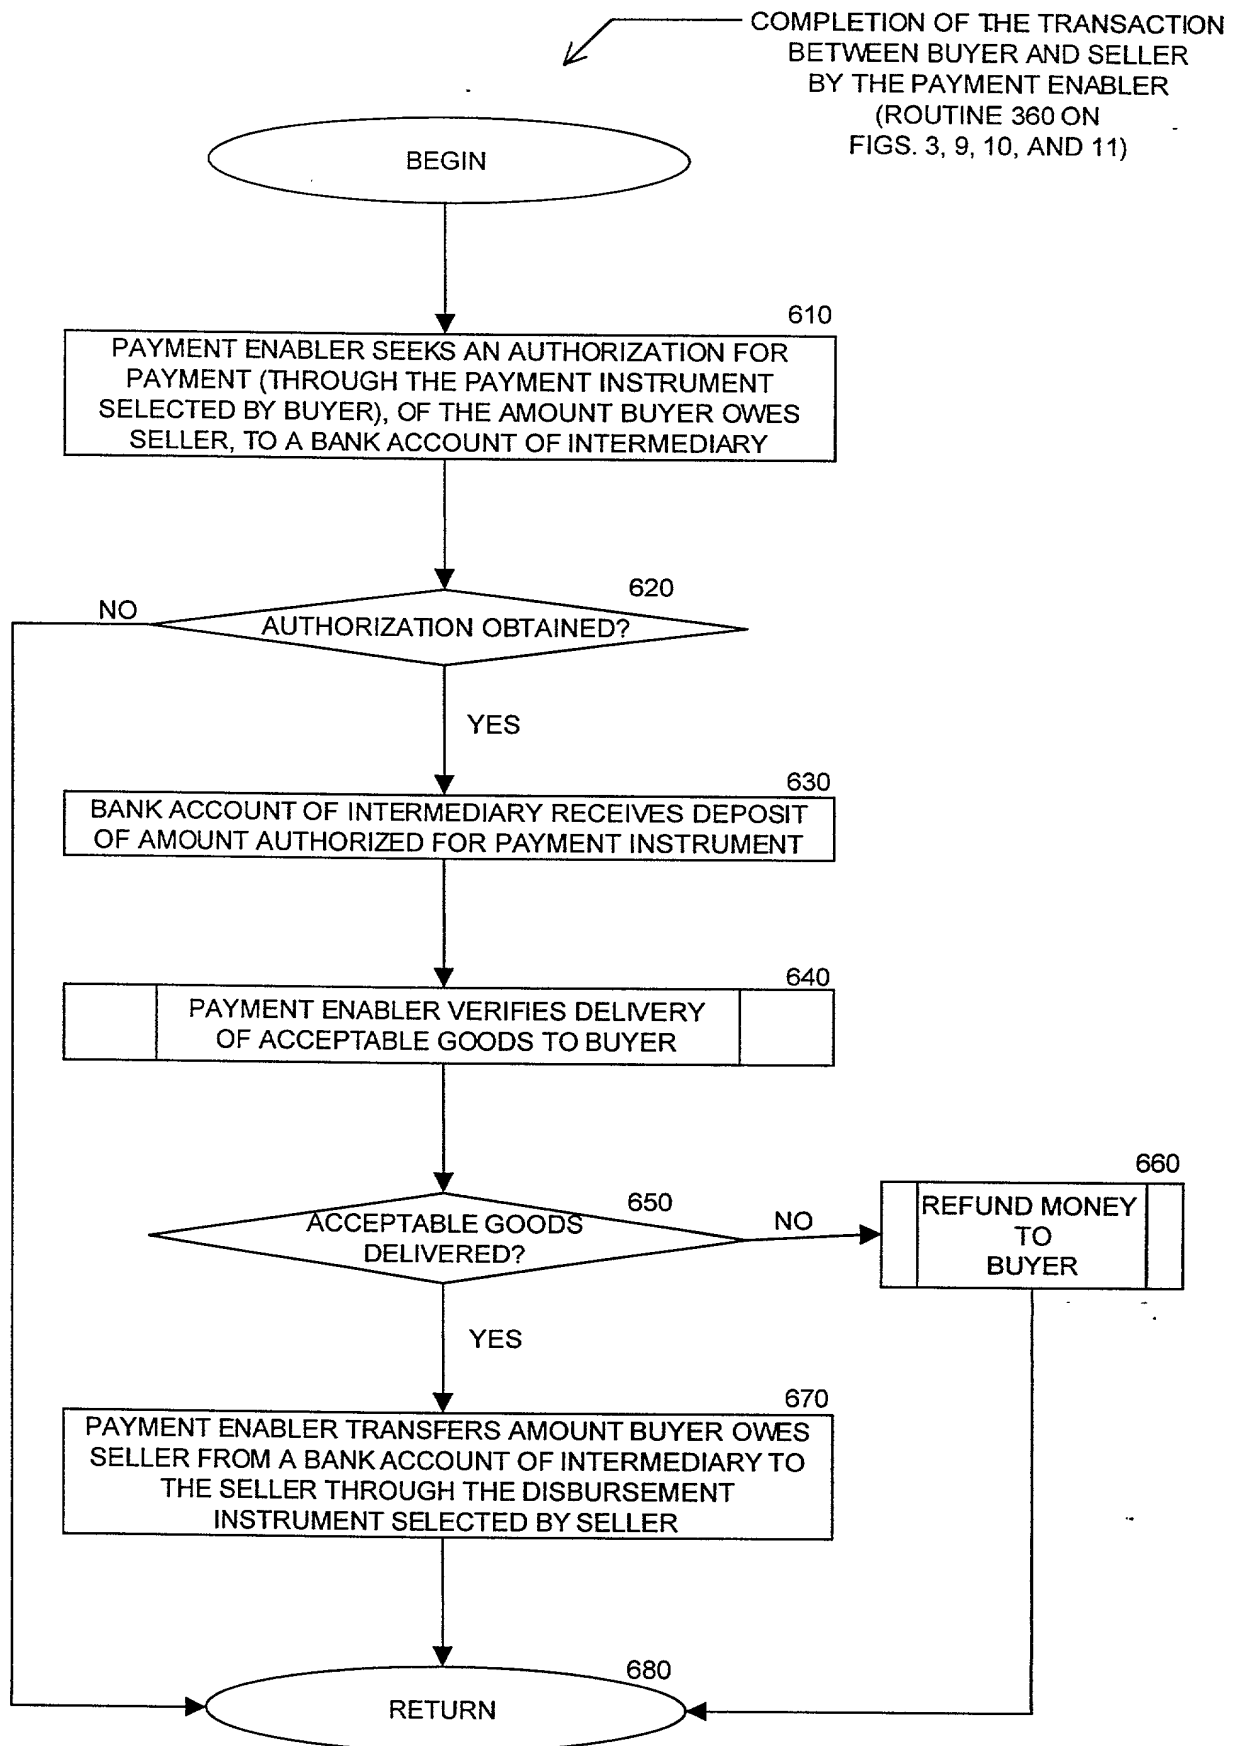 COMPLETION OF THE TRANSACTION
BETWEEN BUYER AND SELLER
BY THE PAYMENT ENABLER
(ROUTINE 360 ON
FIGS. 3, 9, 10, AND 11)
BEGIN
610
PAYMENT ENABLER SEEKS AN AUTHORIZATION FOR
PAYMENT (THROUGH THE PAYMENT INSTRUMENT
SELECTED BY BUYER), OF THE AMOUNT BUYER OWES
SELLER, TO A BANK ACCOUNT OF INTERMEDIARY
620
NO
AUTHORIZATION OBTAINED?
YES
630
BANK ACCOUNT OF INTERMEDIARY RECEIVES DEPOSIT
OF AMOUNT AUTHORIZED FOR PAYMENT INSTRUMENT
640
PAYMENT ENABLER VERIFIES DELIVERY
OF ACCEPTABLE GOODS TO BUYER
650
ACCEPTABLE GOODS
DELIVERED?
NO
660
REFUND MONEY
TO
BUYER
YES
670
PAYMENT ENABLER TRANSFERS AMOUNT BUYER OWES
SELLER FROM A BANK ACCOUNT OF INTERMEDIARY TO
THE SELLER THROUGH THE DISBURSEMENT
INSTRUMENT SELECTED BY SELLER
680
RETURN